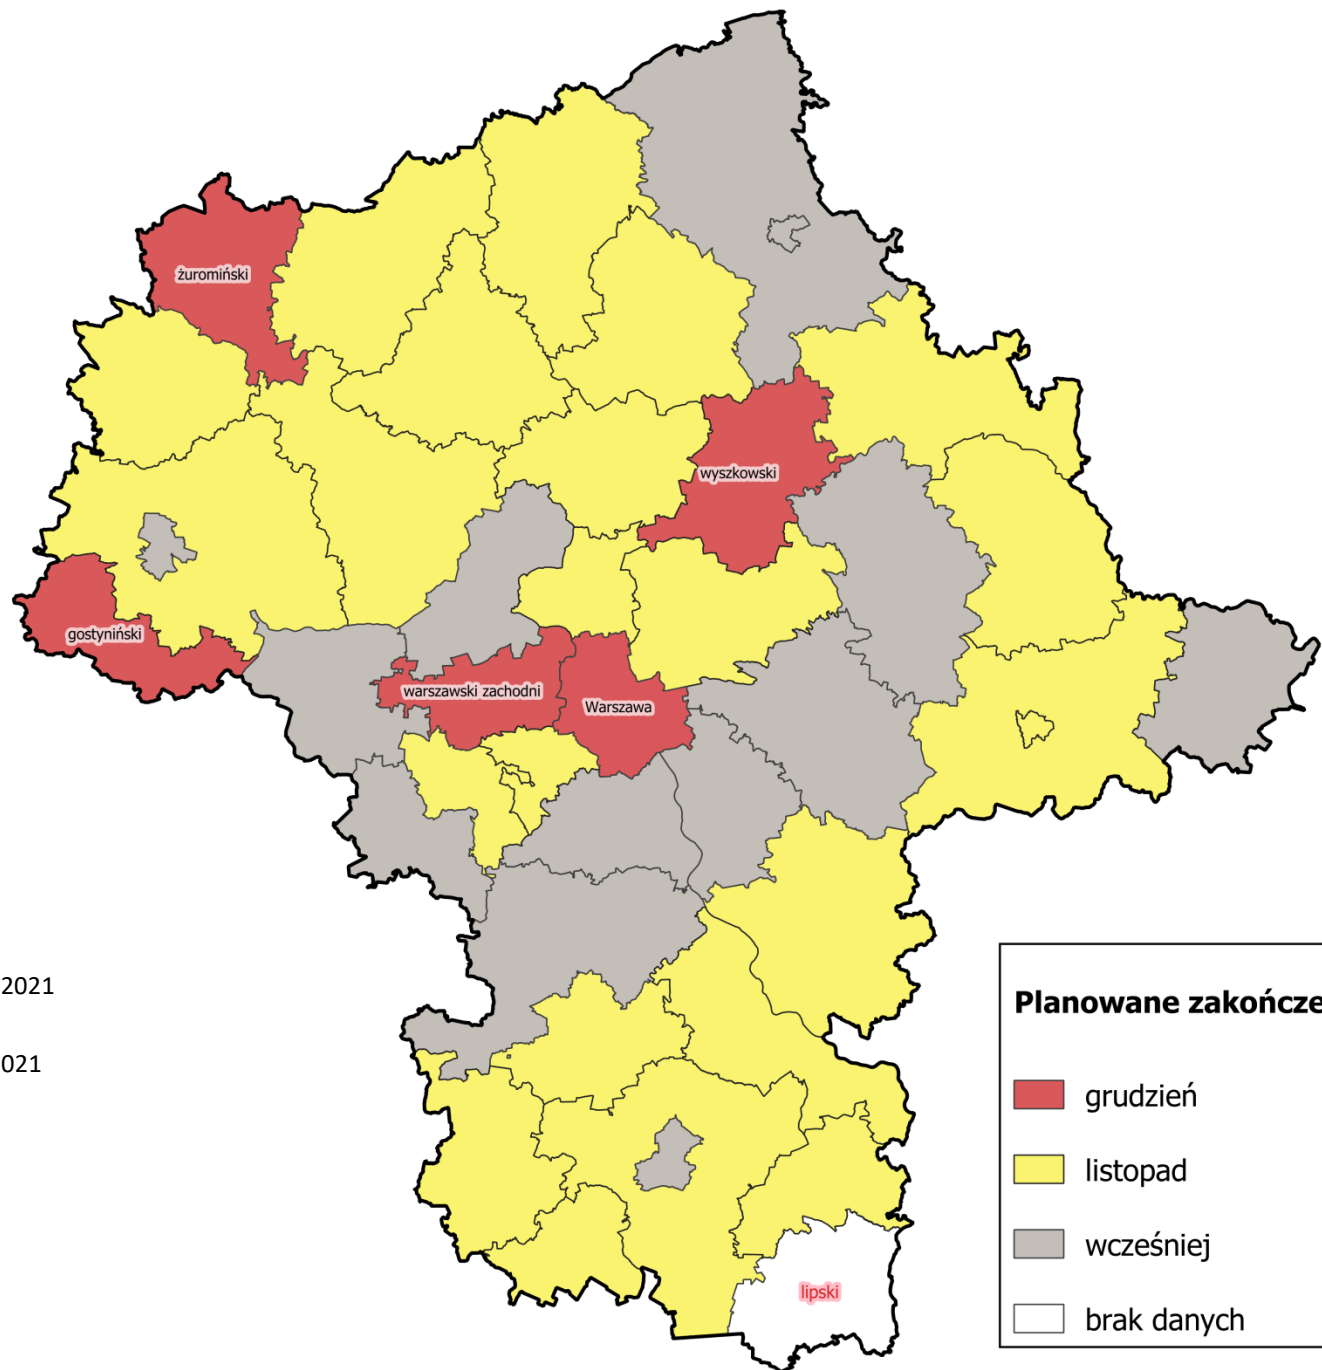 żuromiński
wyszkowski
gostyniński
warszawski zachodni
Warszawa
2021
021
lipski
Planowane zakończe
grudzień
listopad
wcześniej
brak danych